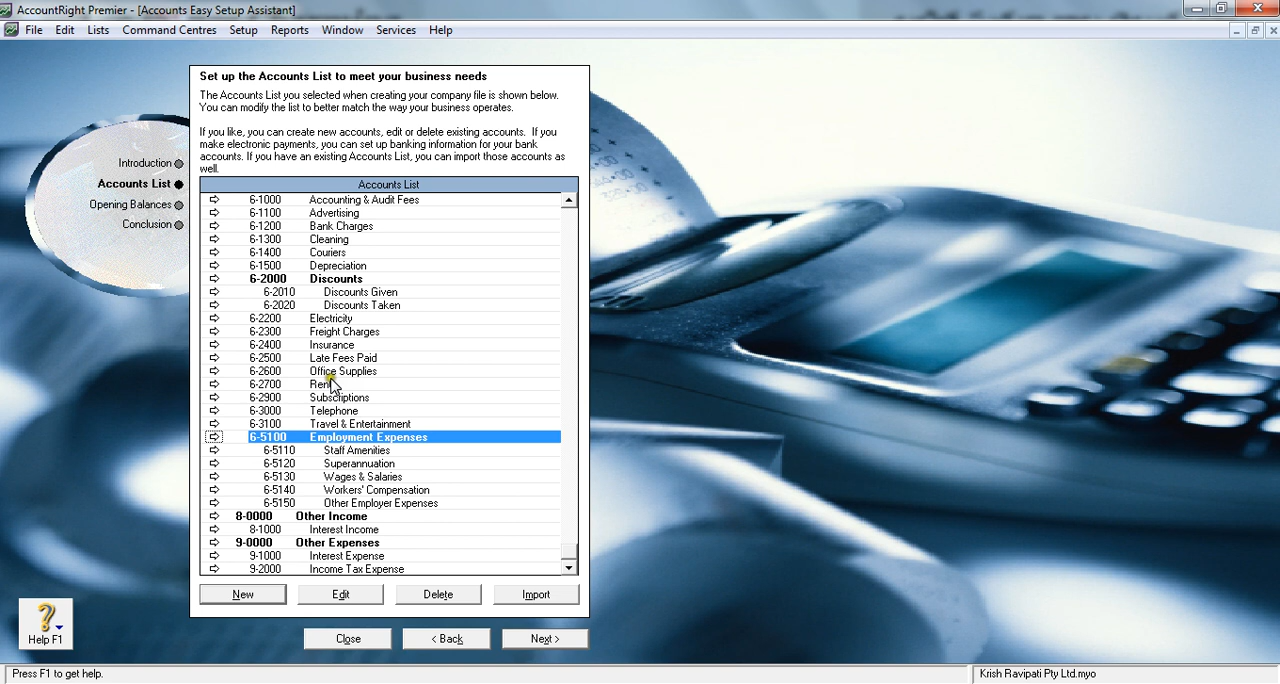 AccountRight Premier - [Accounts Easy Setup Assistant]
File Edit Lists Command Centres Setup Reports Window Services Help
Set up the Accounts List to meet your business needs
The Accounts List you selected when creating your company file is shown below.
You can modify the list to better match the way your business operates.
If you like, you can create new accounts, edit or delete existing accounts. If you
make electronic payments, you can set up banking information for your bank
accounts. If you have an existing Accounts List, you can import those accounts as
well.
Introduction
Accounts List
Opening Balances
Conclusion
Accounts List
6-1000 Accounting & Audit Fees
6-1100 Advertising
6-1200 Bank Charges
6-1300 Cleaning
6-1400 Couriers
6-1500 Depreciation
6-2000 Discounts
6-2010 Discounts Given
6-2020 Discounts Taken
6-2200 Electricity
6-2300 Freight Charges
6-2400 Insurance
6-2500 Late Fees Paid
6-2600 Office Supplies
6-2700 Rent
6-2900 Subscriptions
6-3000 Telephone
6-3100 Travel & Entertainment
6-5100 Employment Expenses
6-5110 Staff Amenities
6-5120 Superannuation
6-5130 Wages & Salaries
6-5140 Workers' Compensation
6-5150 Other Employer Expenses
8-0000 Other Income
8-1000 Interest Income
9-0000 Other Expenses
9-1000 Interest Expense
9-2000 Income Tax Expense
New Edit Delete Import
Help F1
Close < Back Next >
Press F1 to get help.
Krish Ravipati Pty Ltd.myo